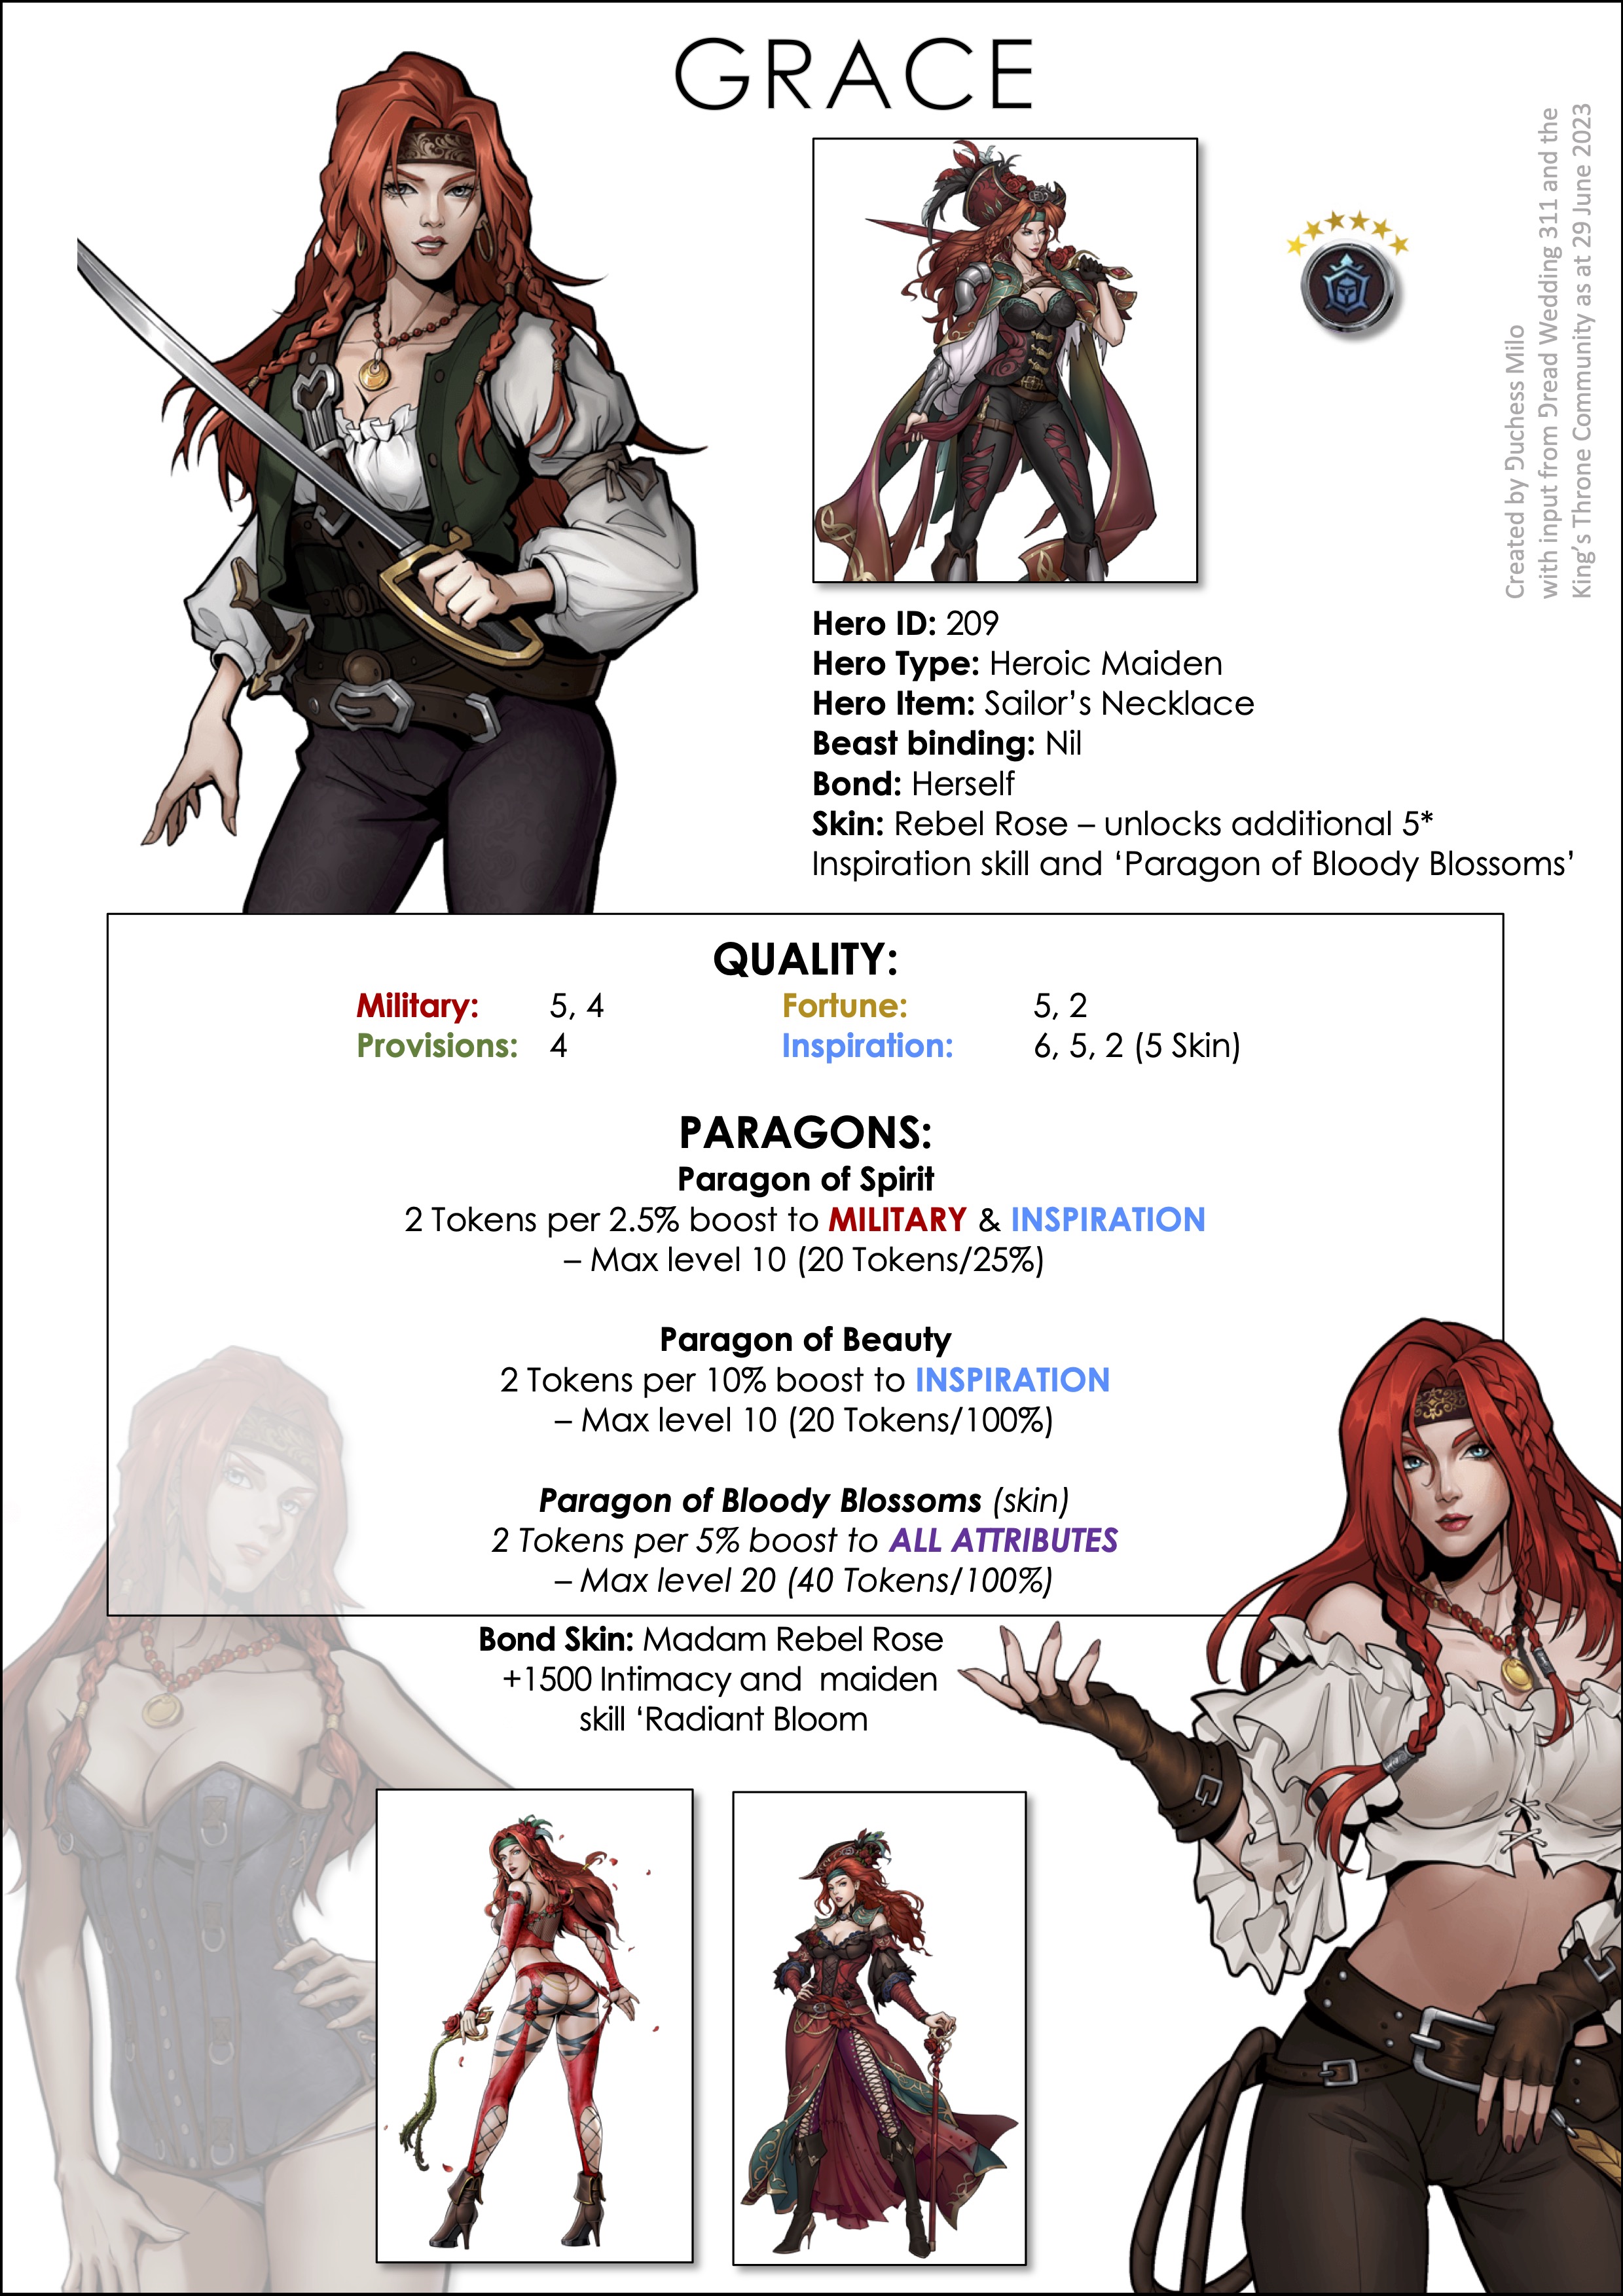 GRACE
Created by Duchess Milo
with input from Dread Wedding 311 and the
King's Throne Community as at 29 June 2023
Hero ID: 209
Hero Type: Heroic Maiden
Hero Item: Sailor's Necklace
Beast binding: Nil
Bond: Herself
Skin: Rebel Rose – unlocks additional 5*
Inspiration skill and ‘Paragon of Bloody Blossoms’
QUALITY:
Military: 5, 4 Fortune: 5, 2
Provisions: 4 Inspiration: 6, 5, 2 (5 Skin)
PARAGONS:
Paragon of Spirit
2 Tokens per 2.5% boost to MILITARY & INSPIRATION
– Max level 10 (20 Tokens/25%)
Paragon of Beauty
2 Tokens per 10% boost to INSPIRATION
– Max level 10 (20 Tokens/100%)
Paragon of Bloody Blossoms (skin)
2 Tokens per 5% boost to ALL ATTRIBUTES
– Max level 20 (40 Tokens/100%)
Bond Skin: Madam Rebel Rose
+1500 Intimacy and maiden
skill ‘Radiant Bloom